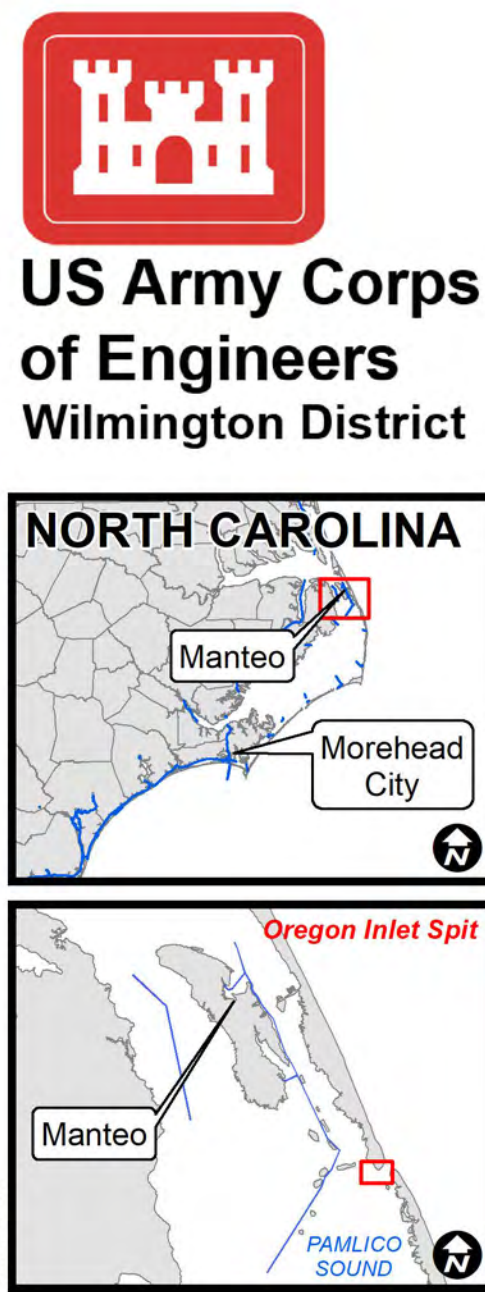 US Army Corps
of Engineers
Wilmington District
NORTH CAROLINA
Manteo
Morehead
City
N
Oregon Inlet Spit
Manteo
PAMLICO
SOUND
N